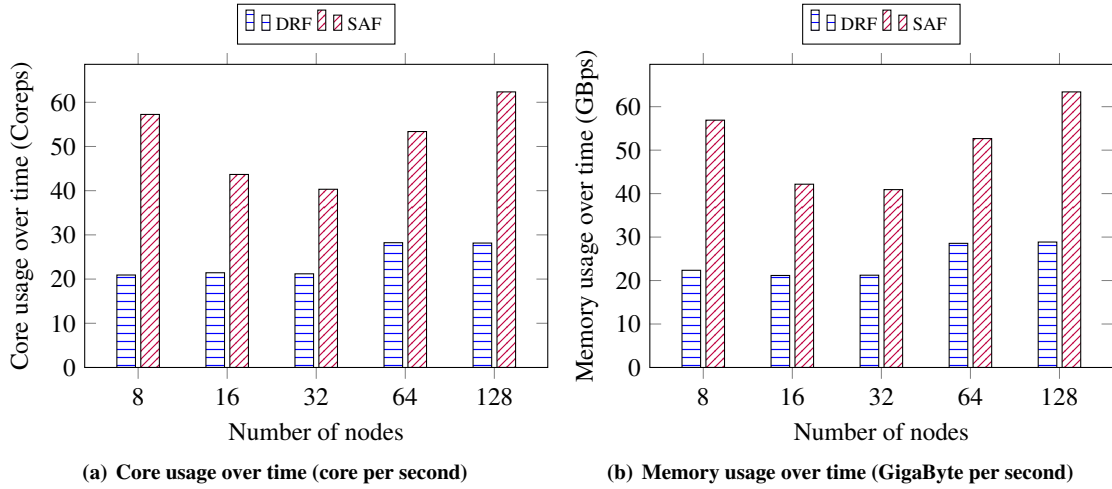 DRF SAF
Core usage over time (Coreps)
60
50
40
30
20
10
0
8 16 32 64 128
Number of nodes
(a) Core usage over time (core per second)
DRF SAF
Memory usage over time (GBps)
60
50
40
30
20
10
0
8 16 32 64 128
Number of nodes
(b) Memory usage over time (GigaByte per second)